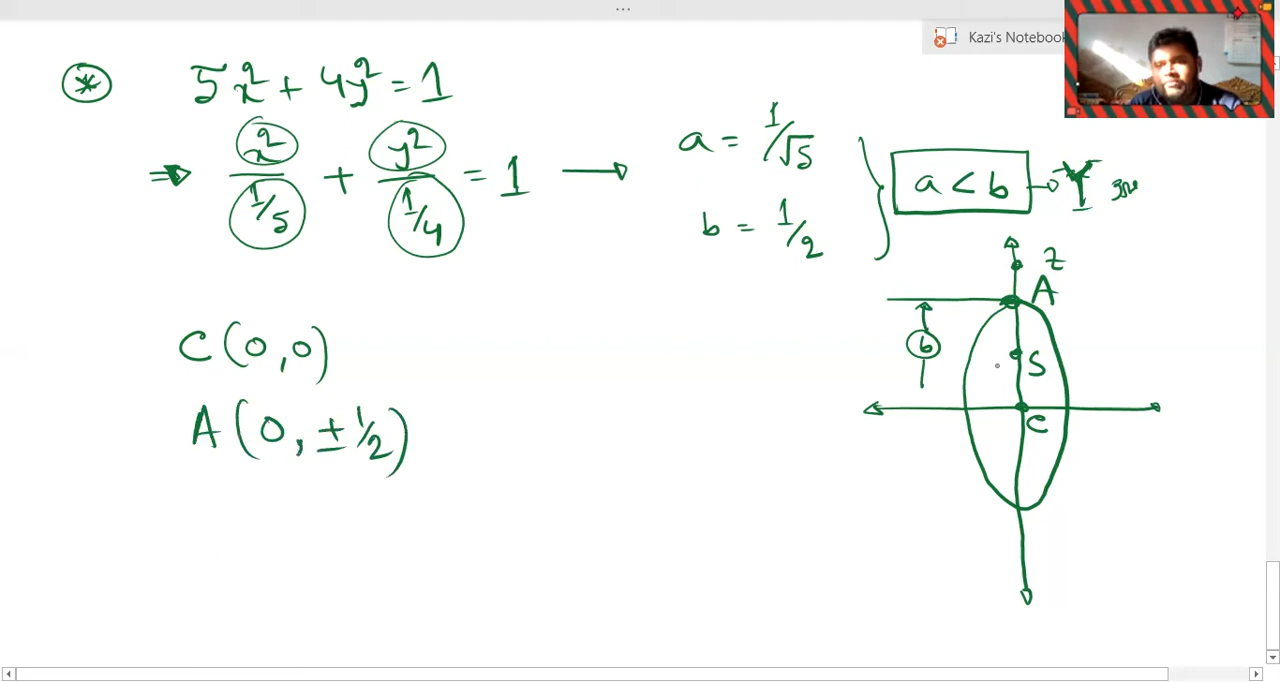 Kazi's Notebook
5x² + 4y² = 1
⇒ x²/(1/5) + y²/(1/4) = 1 →
a = 1/√5
b = 1/2
a < b → Y
C(0,0)
A(0, ± 1/2)
Z
A
b
S
C